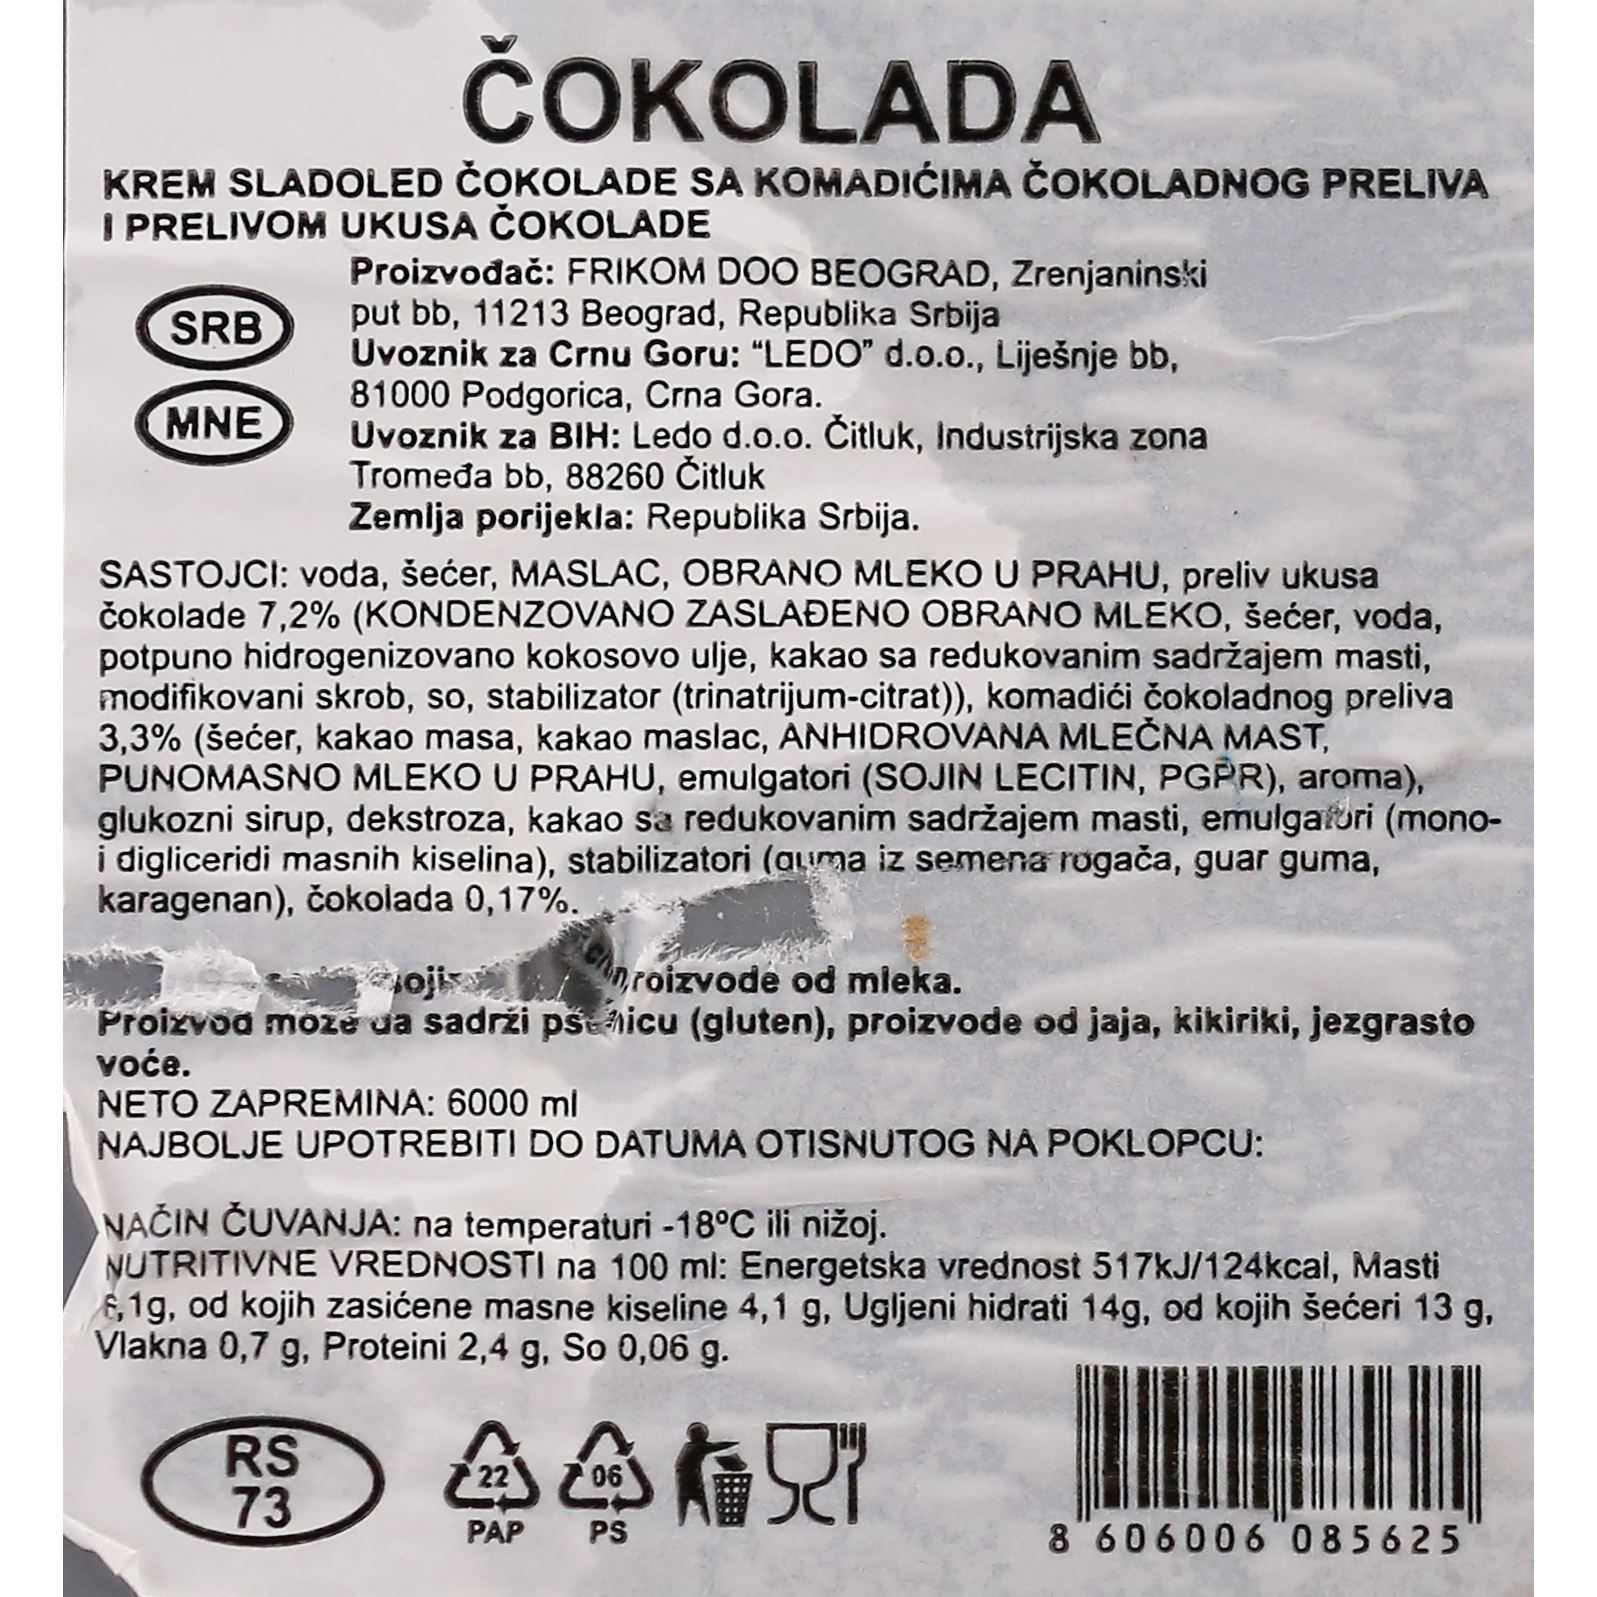 ČOKOLADA
KREM SLADOLED ČOKOLADE SA KOMADIĆIMA ČOKOLADNOG PRELIVA
I PRELIVOM UKUSA ČOKOLADE
Proizvođač: FRIKOM DOO BEOGRAD, Zrenjaninski
put bb, 11213 Beograd, Republika Srbija
SRB
Uvoznik za Crnu Goru: “LEDO” d.o.o., Liješnje bb,
81000 Podgorica, Crna Gora.
MNE
Uvoznik za BIH: Ledo d.o.o. Čitluk, Industrijska zona
Tromeđa bb, 88260 Čitluk
Zemlja porijekla: Republika Srbija.
SASTOJCI: voda, šećer, MASLAC, OBRANO MLEKO U PRAHU, preliv ukusa
čokolade 7,2% (KONDENZOVANO ZASLAĐENO OBRANO MLEKO, šećer, voda,
potpuno hidrogenizovano kokosovo ulje, kakao sa redukovanim sadržajem masti,
modifikovani skrob, so, stabilizator (trinatrijum-citrat)), komadići čokoladnog preliva
3,3% (šećer, kakao masa, kakao maslac, ANHIDROVANA MLEČNA MAST,
PUNOMASNO MLEKO U PRAHU, emulgatori (SOJIN LECITIN, PGPR), aroma),
glukozni sirup, dekstroza, kakao sa redukovanim sadržajem masti, emulgatori (mono-
i digliceridi masnih kiselina), stabilizatori (guma iz semena rogača, guar guma,
karagenan), čokolada 0,17%.
proizvode od mleka.
Proizvod može da sadrži pšenicu (gluten), proizvode od jaja, kikiriki, jezgrasto
voće.
NETO ZAPREMINA: 6000 ml
NAJBOLJE UPOTREBITI DO DATUMA OTISNUTOG NA POKLOPCU:
NAČIN ČUVANJA: na temperaturi -18ºC ili nižoj.
NUTRITIVNE VREDNOSTI na 100 ml: Energetska vrednost 517kJ/124kcal, Masti
6,1g, od kojih zasićene masne kiseline 4,1 g, Ugljeni hidrati 14g, od kojih šećeri 13 g,
Vlakna 0,7 g, Proteini 2,4 g, So 0,06 g.
RS
73
22
PAP
06
PS
8 606006 085625